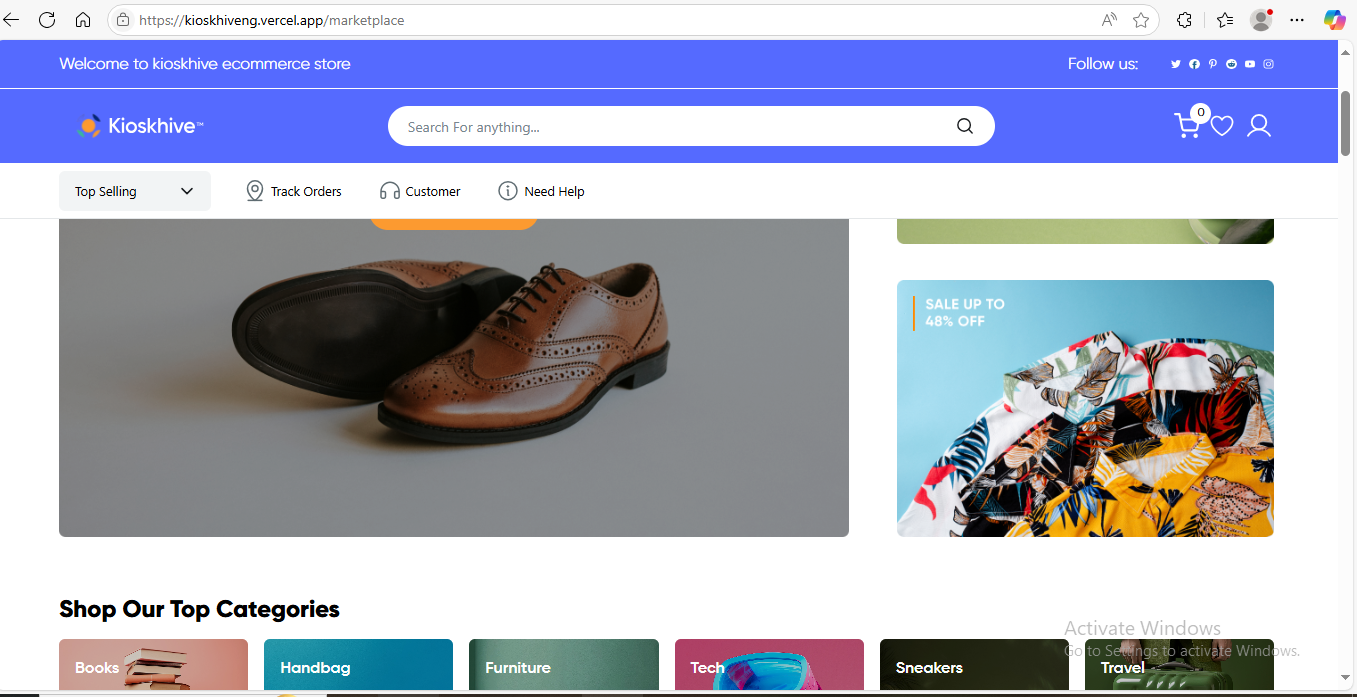 https://kioskhiveng.vercel.app/marketplace
Welcome to kioskhive ecommerce store
Follow us:
Kioskhive™
Search For anything...
0
Top Selling
Track Orders
Customer
Need Help
SALE UP TO
48% OFF
Shop Our Top Categories
Books
Handbag
Furniture
Tech
Sneakers
Travel
Activate Windows
Go to Settings to activate Windows.